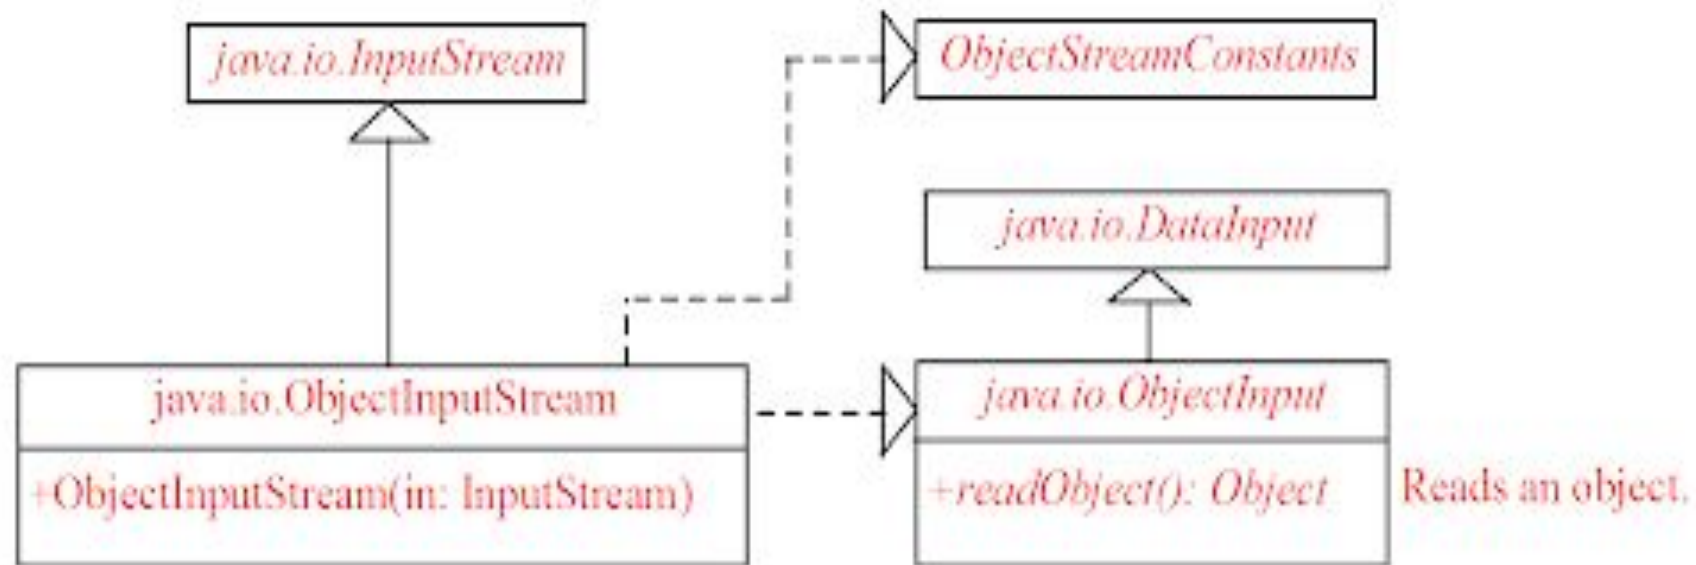 java.io.InputStream
ObjectStreamConstants
java.io.DataInput
java.io.ObjectInputStream
+ObjectInputStream(in: InputStream)
java.io.ObjectInput
+readObject(): Object
Reads an object.